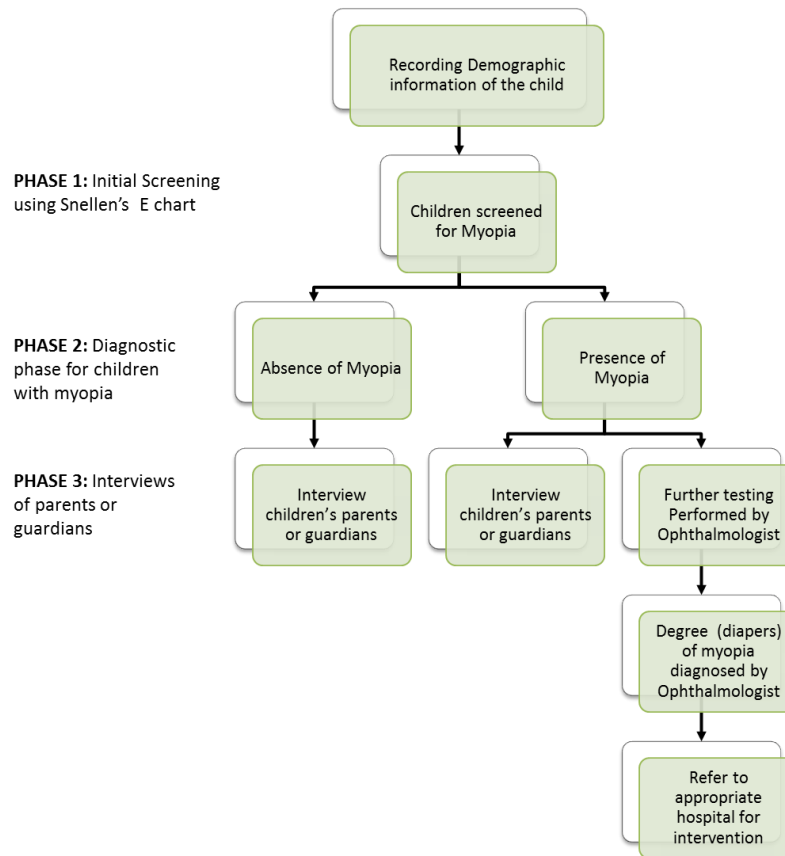 Recording Demographic
information of the child
PHASE 1: Initial Screening
using Snellen’s E chart
Children screened
for Myopia
PHASE 2: Diagnostic
phase for children
with myopia
Absence of Myopia
Presence of
Myopia
PHASE 3: Interviews
of parents or
guardians
Interview
children’s parents
or guardians
Interview
children’s parents
or guardians
Further testing
Performed by
Ophthalmologist
Degree (diapers)
of myopia
diagnosed by
Ophthalmologist
Refer to
appropriate
hospital for
intervention